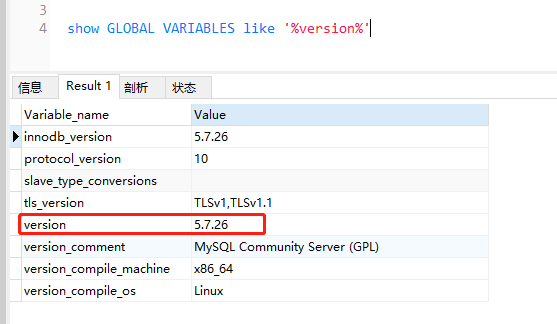 3
4 show GLOBAL VARIABLES like '%version%'
信息 Result 1 剖析 状态
Variable_name Value
innodb_version 5.7.26
protocol_version 10
slave_type_conversions
tls_version TLSv1,TLSv1.1
version 5.7.26
version_comment MySQL Community Server (GPL)
version_compile_machine x86_64
version_compile_os Linux